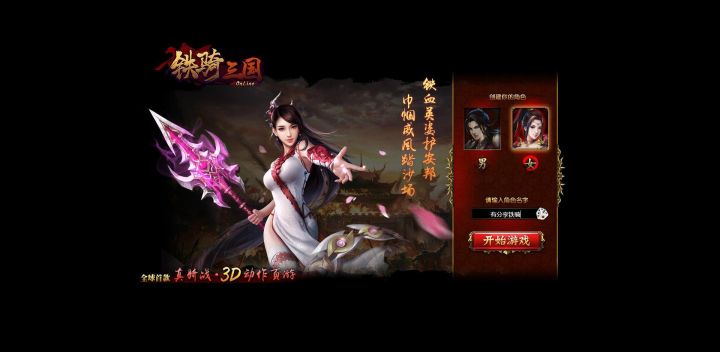 铁骑三国
Online
铁血英姿护安邦
巾帼威风踏沙场
创建你的角色
男
女
请输入角色名字
有分享铁骑
开始游戏
全球首款 真骑战·3D动作页游